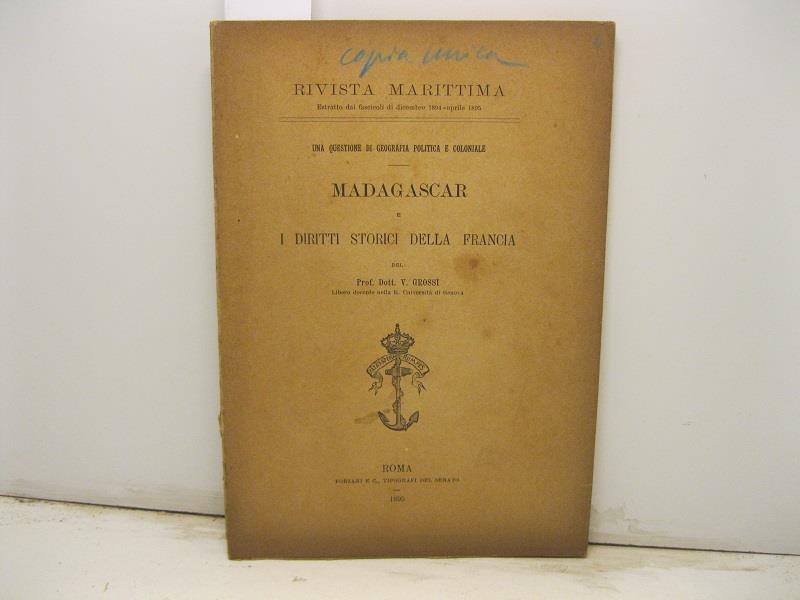 copia unica
RIVISTA MARITTIMA
Estratto dai fascicoli di dicembre 1894-aprile 1895
UNA QUESTIONE DI GEOGRAFIA POLITICA E COLONIALE
MADAGASCAR
E
I DIRITTI STORICI DELLA FRANCIA
DEL
Prof. Dott. V. GROSSI
Libero docente nella R. Università di Genova
ROMA
FORZANI E C., TIPOGRAFI DEL SENATO
1895